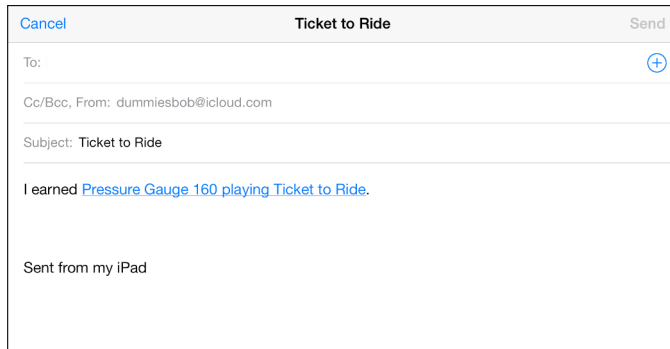 Cancel Ticket to Ride Send
To:
Cc/Bcc, From: dummiesbob@icloud.com
Subject: Ticket to Ride
I earned Pressure Gauge 160 playing Ticket to Ride.
Sent from my iPad